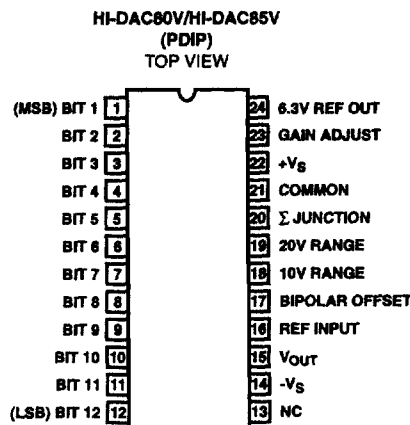 HI-DAC80V/HI-DAC85V
(PDIP)
TOP VIEW
(MSB) BIT 1 1 24 6.3V REF OUT
BIT 2 2 23 GAIN ADJUST
BIT 3 3 22 +VS
BIT 4 4 21 COMMON
BIT 5 5 20 Σ JUNCTION
BIT 6 6 19 20V RANGE
BIT 7 7 18 10V RANGE
BIT 8 8 17 BIPOLAR OFFSET
BIT 9 9 16 REF INPUT
BIT 10 10 15 VOUT
BIT 11 11 14 -VS
(LSB) BIT 12 12 13 NC